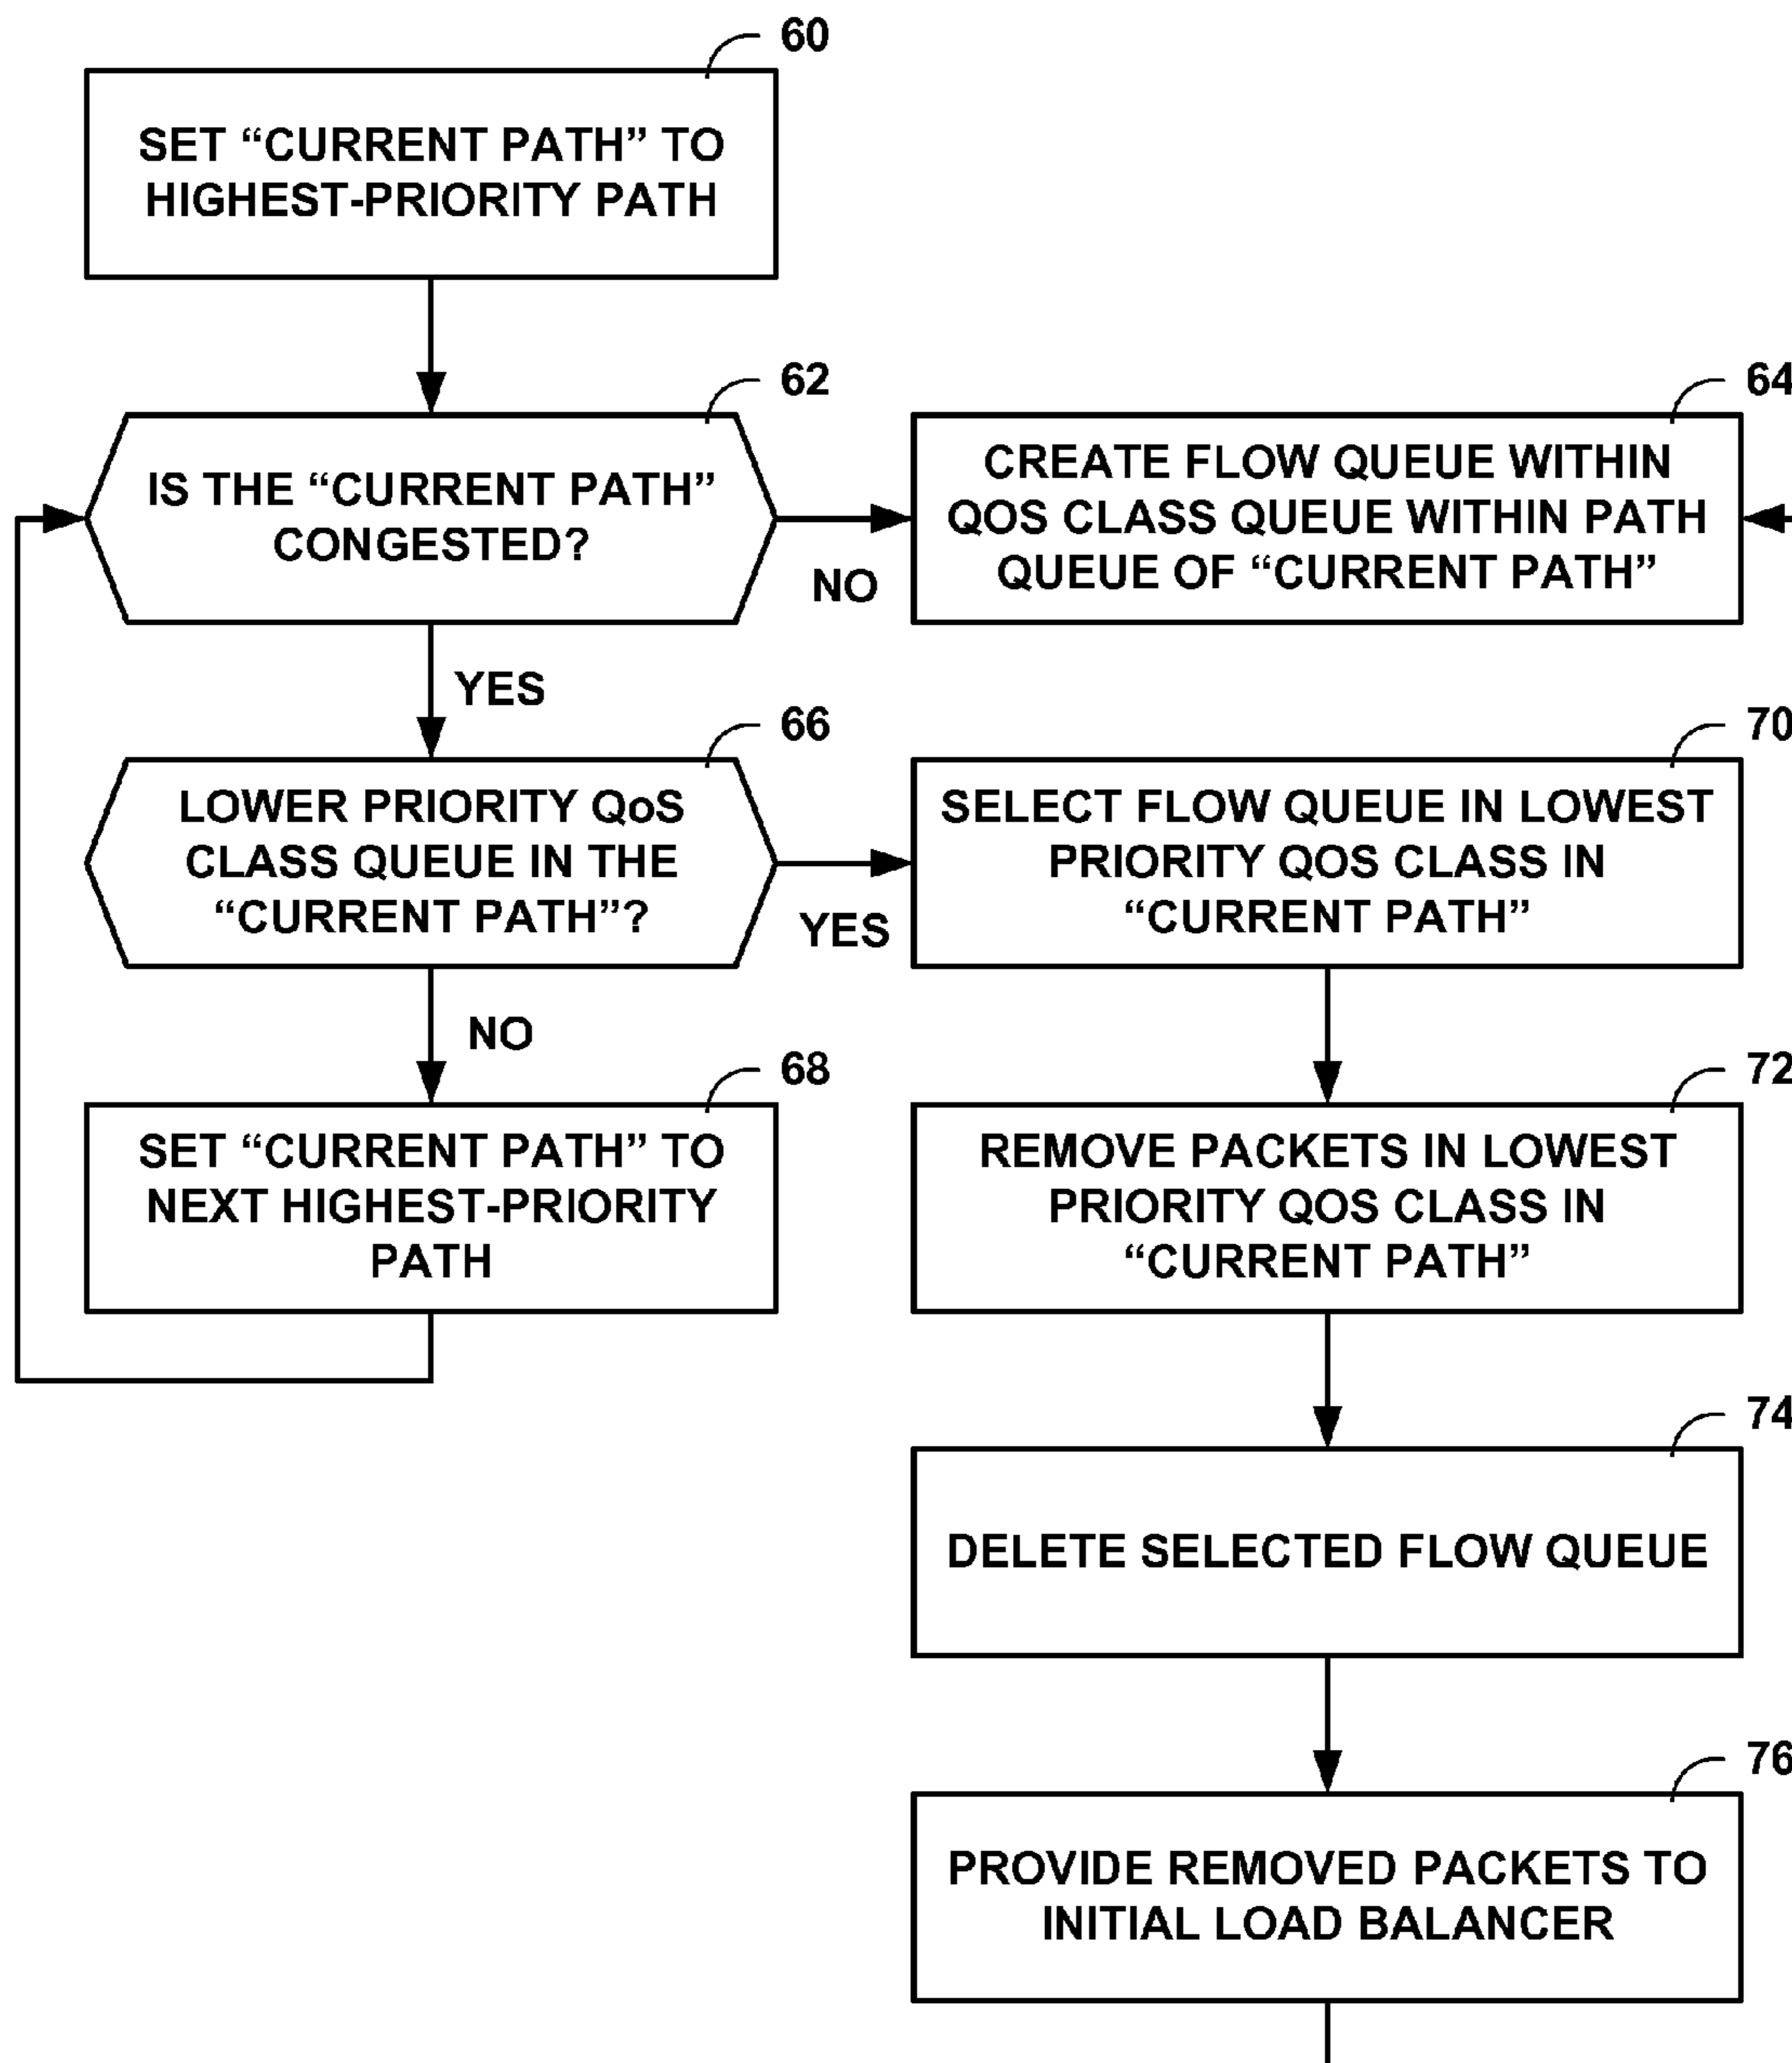 60
SET “CURRENT PATH” TO
HIGHEST-PRIORITY PATH
62
IS THE “CURRENT PATH”
CONGESTED?
NO
64
CREATE FLOW QUEUE WITHIN
QOS CLASS QUEUE WITHIN PATH
QUEUE OF “CURRENT PATH”
YES
66
LOWER PRIORITY QoS
CLASS QUEUE IN THE
“CURRENT PATH”?
YES
70
SELECT FLOW QUEUE IN LOWEST
PRIORITY QOS CLASS IN
“CURRENT PATH”
NO
68
SET “CURRENT PATH” TO
NEXT HIGHEST-PRIORITY
PATH
72
REMOVE PACKETS IN LOWEST
PRIORITY QOS CLASS IN
“CURRENT PATH”
74
DELETE SELECTED FLOW QUEUE
76
PROVIDE REMOVED PACKETS TO
INITIAL LOAD BALANCER